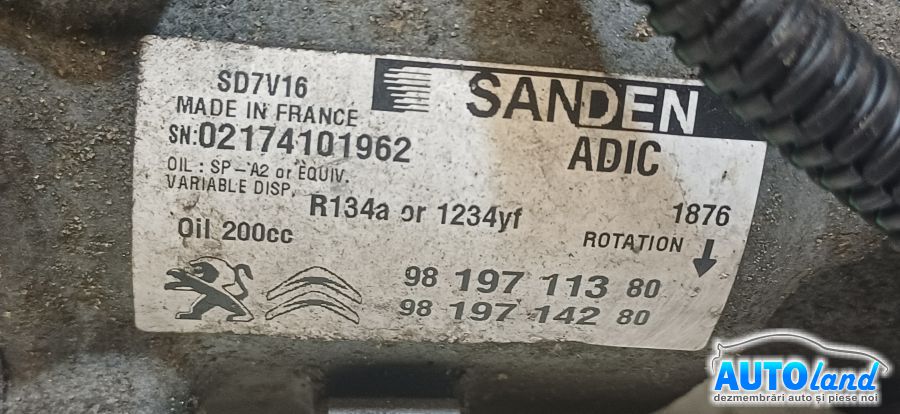 SD7V16
MADE IN FRANCE
SN:02174101962
OIL : SP-A2 or EQUIV.
VARIABLE DISP.
SANDEN
ADIC
R134a or 1234yf
1876
Oil 200cc
ROTATION
98 197 113 80
98 197 142 80
AUTOland
dezmembrări auto și piese noi